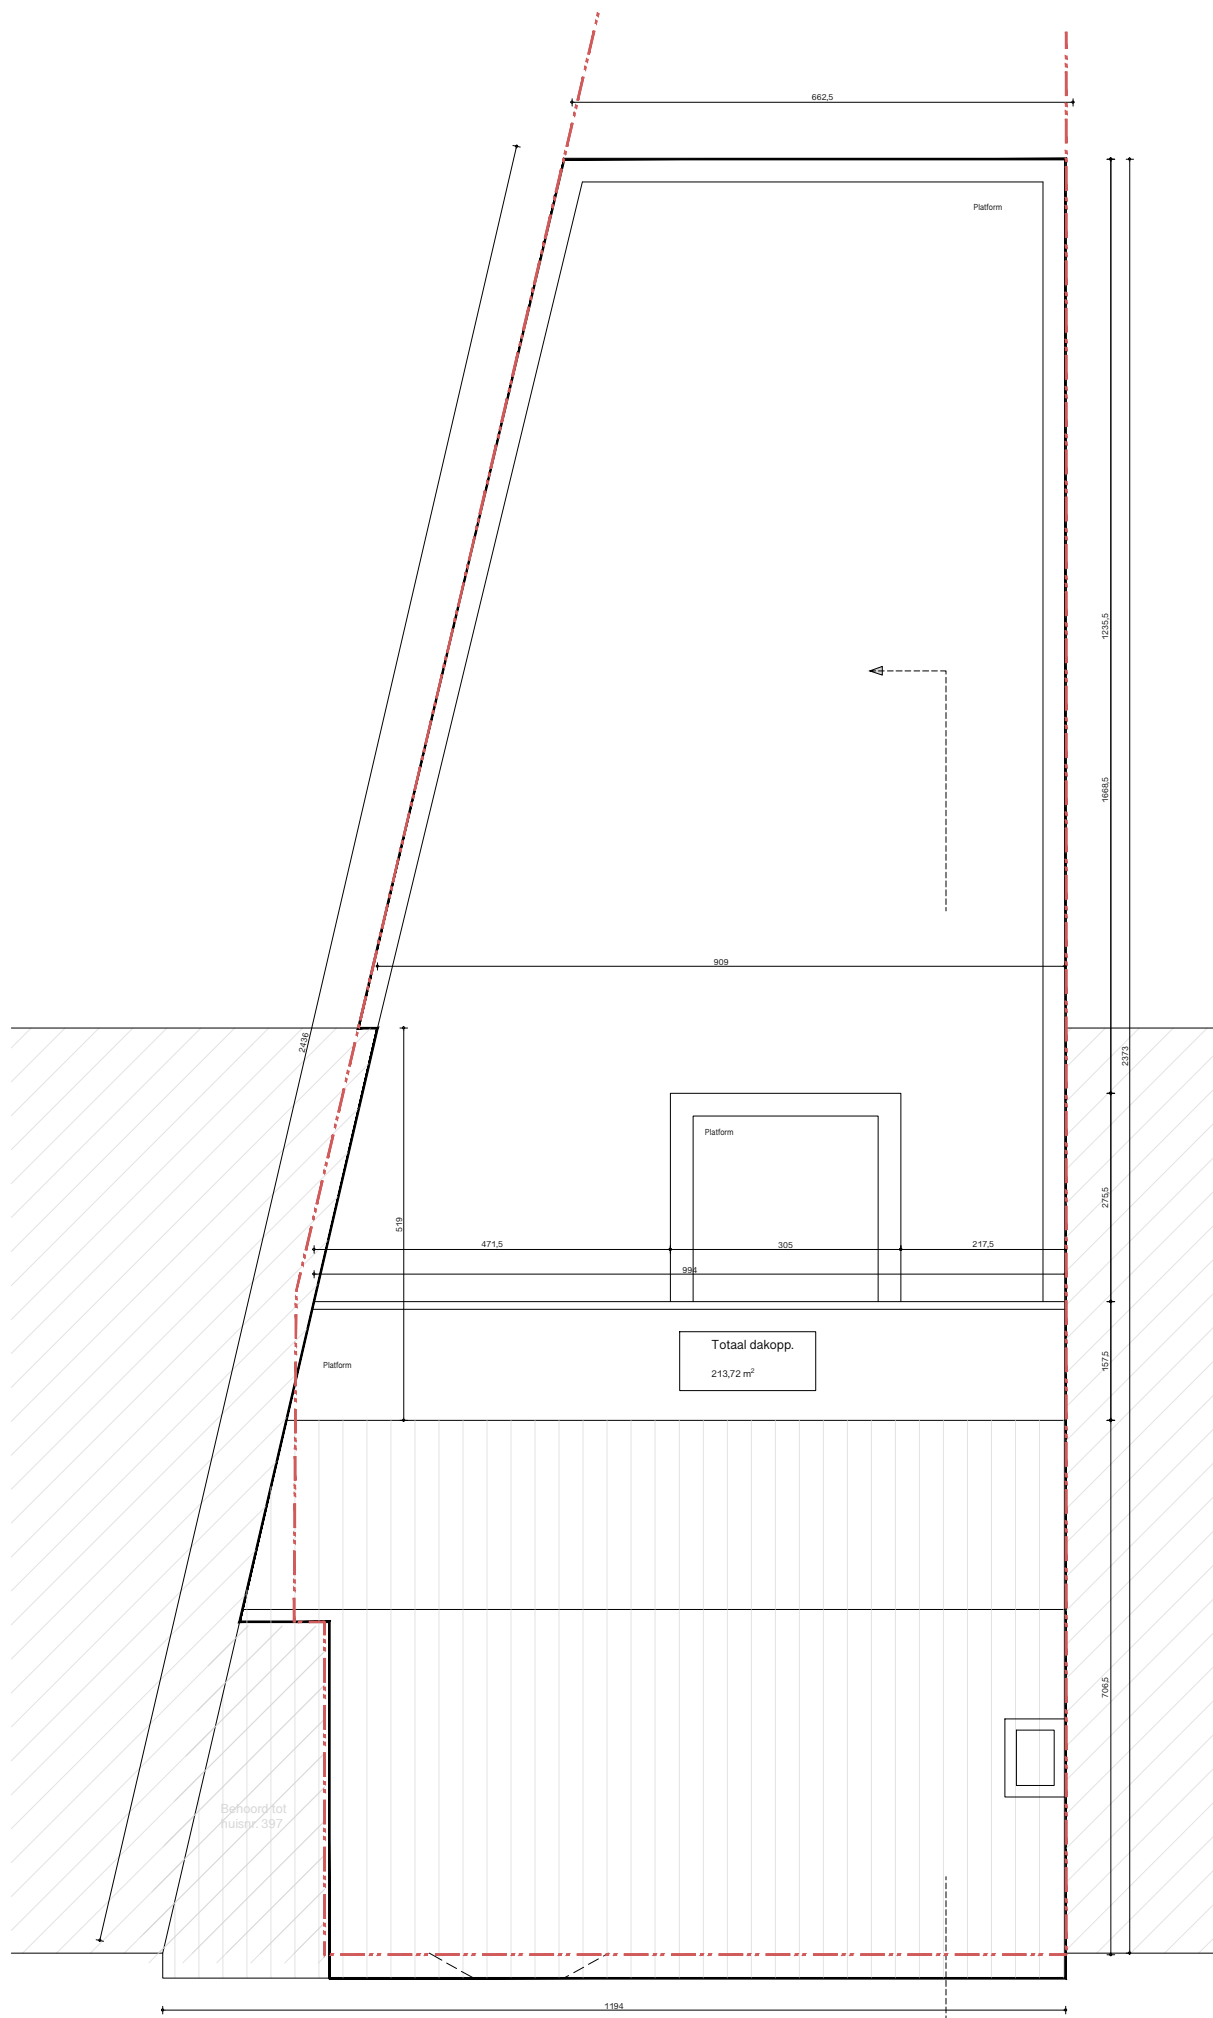 662,5
Platform
1235,5
1668,5
909
2436
2373
Platform
275,5
519
471,5
305
217,5
994
Totaal dakopp.
213,72 m²
157,5
Platform
706,5
Behoord tot
huisnr. 397
1194